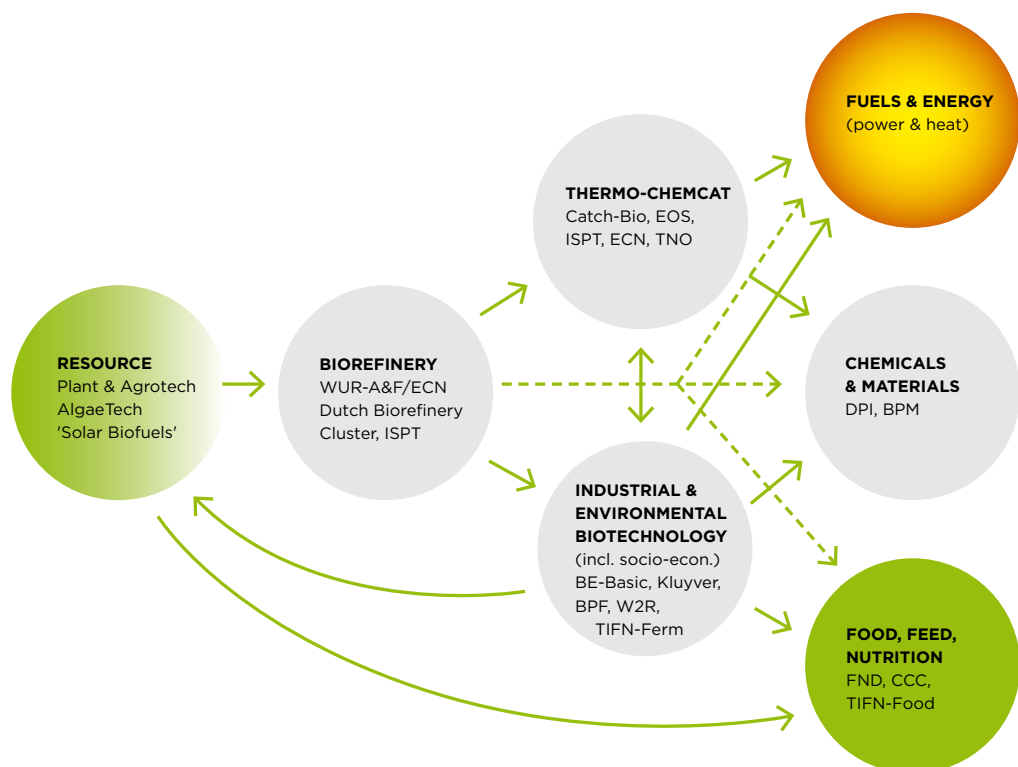 RESOURCE
Plant & Agrotech
AlgaeTech
'Solar Biofuels'
BIOREFINERY
WUR-A&F/ECN
Dutch Biorefinery
Cluster, ISPT
THERMO-CHEMCAT
Catch-Bio, EOS,
ISPT, ECN, TNO
INDUSTRIAL &
ENVIRONMENTAL
BIOTECHNOLOGY
(incl. socio-econ.)
BE-Basic, Kluyver,
BPF, W2R,
TIFN-Ferm
FUELS & ENERGY
(power & heat)
CHEMICALS
& MATERIALS
DPI, BPM
FOOD, FEED,
NUTRITION
FND, CCC,
TIFN-Food